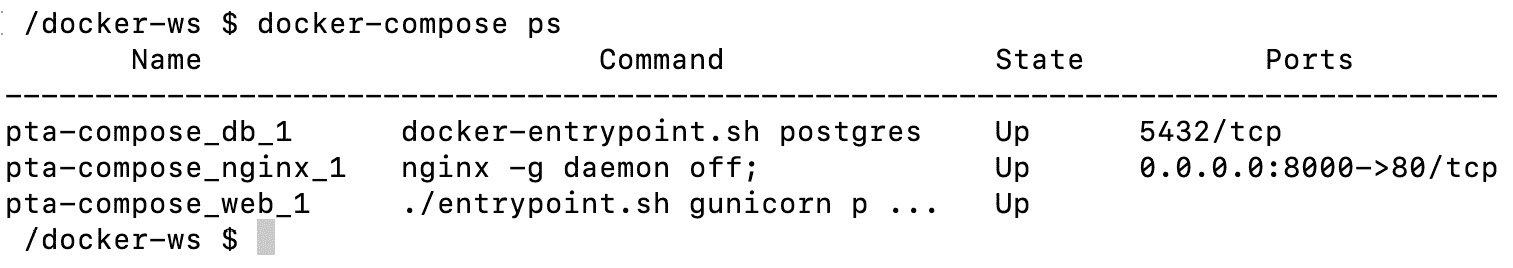 /docker-ws $ docker-compose ps
Name Command State Ports
-----------------------------------------------------------------------------------
pta-compose_db_1 docker-entrypoint.sh postgres Up 5432/tcp
pta-compose_nginx_1 nginx -g daemon off; Up 0.0.0.0:8000->80/tcp
pta-compose_web_1 ./entrypoint.sh gunicorn p ... Up
/docker-ws $